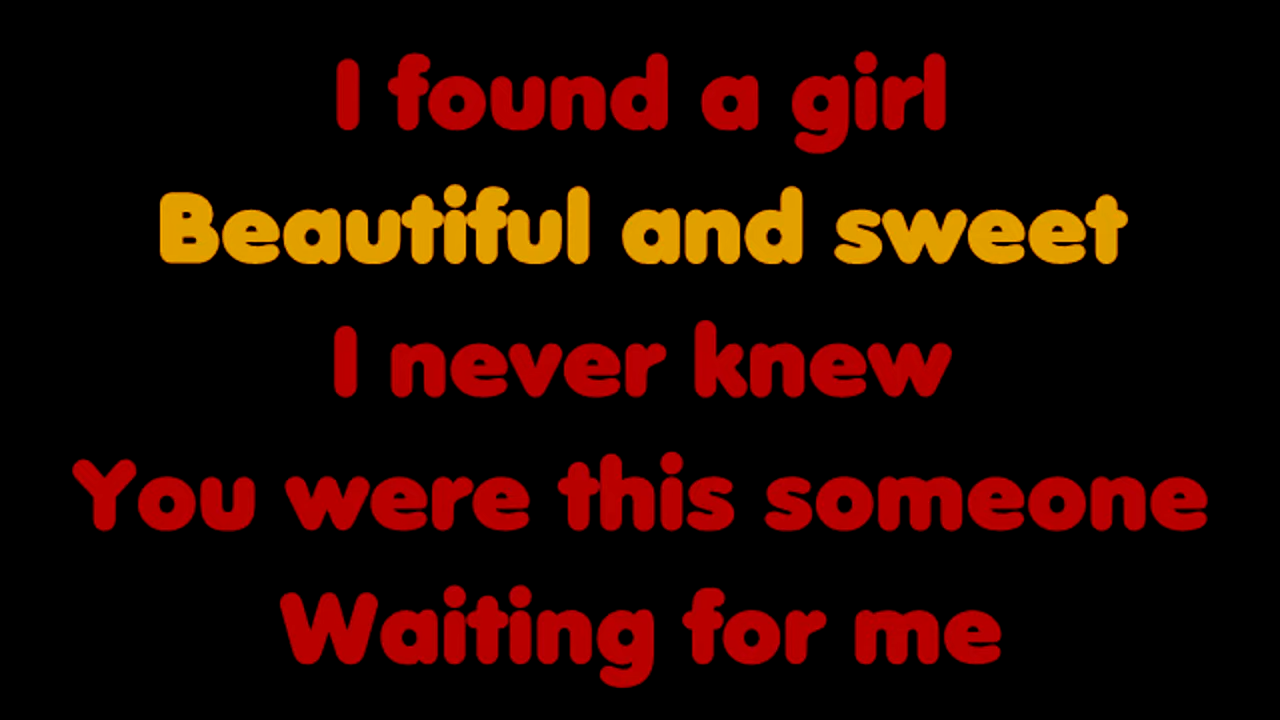 I found a girl
Beautiful and sweet
I never knew
You were this someone
Waiting for me